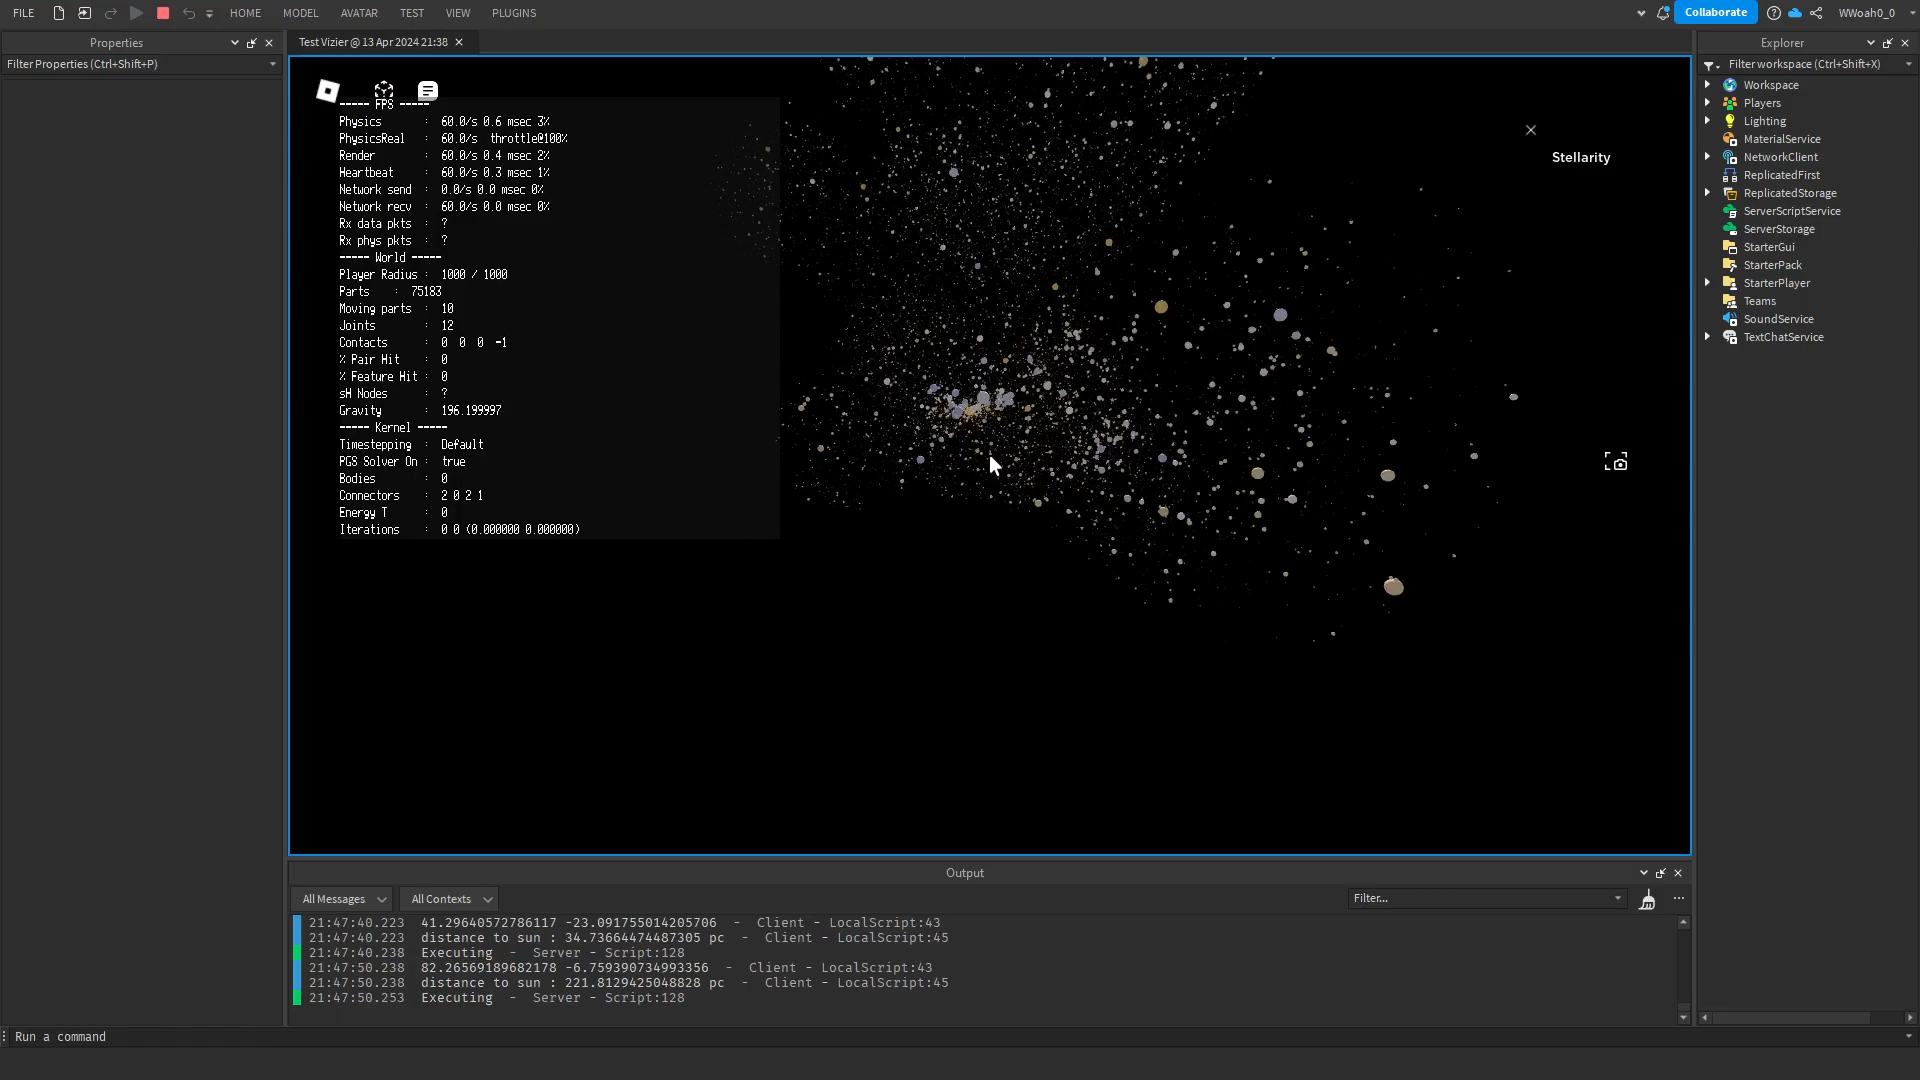 FILE HOME MODEL AVATAR TEST VIEW PLUGINS Collaborate WWoah0_0
Properties
Filter Properties (Ctrl+Shift+P)
Test Vizier @ 13 Apr 2024 21:38
----- FPS -----
Physics : 60.0/s 0.6 msec 3%
PhysicsReal : 60.0/s throttle@100%
Render : 60.0/s 0.4 msec 2%
Heartbeat : 60.0/s 0.3 msec 1%
Network send : 0.0/s 0.0 msec 0%
Network recv : 60.0/s 0.0 msec 0%
Rx data pkts : ?
Rx phys pkts : ?
----- World -----
Player Radius : 1000 / 1000
Parts : 75183
Moving parts : 10
Joints : 12
Contacts : 0 0 0 -1
% Pair Hit : 0
% Feature Hit : 0
sH Nodes : ?
Gravity : 196.199997
----- Kernel -----
Timestepping : Default
PGS Solver On : true
Bodies : 0
Connectors : 2 0 2 1
Energy T : 0
Iterations : 0 0 (0.000000 0.000000)
Stellarity
Explorer
Filter workspace (Ctrl+Shift+X)
Workspace
Players
Lighting
MaterialService
NetworkClient
ReplicatedFirst
ReplicatedStorage
ServerScriptService
ServerStorage
StarterGui
StarterPack
StarterPlayer
Teams
SoundService
TextChatService
Output
All Messages All Contexts Filter...
21:47:40.223 41.29640572786117 -23.091755014205706 - Client - LocalScript:43
21:47:40.223 distance to sun : 34.73664474487305 pc - Client - LocalScript:45
21:47:40.238 Executing - Server - Script:128
21:47:50.238 82.26569189682178 -6.759390734993356 - Client - LocalScript:43
21:47:50.238 distance to sun : 221.8129425048828 pc - Client - LocalScript:45
21:47:50.253 Executing - Server - Script:128
Run a command